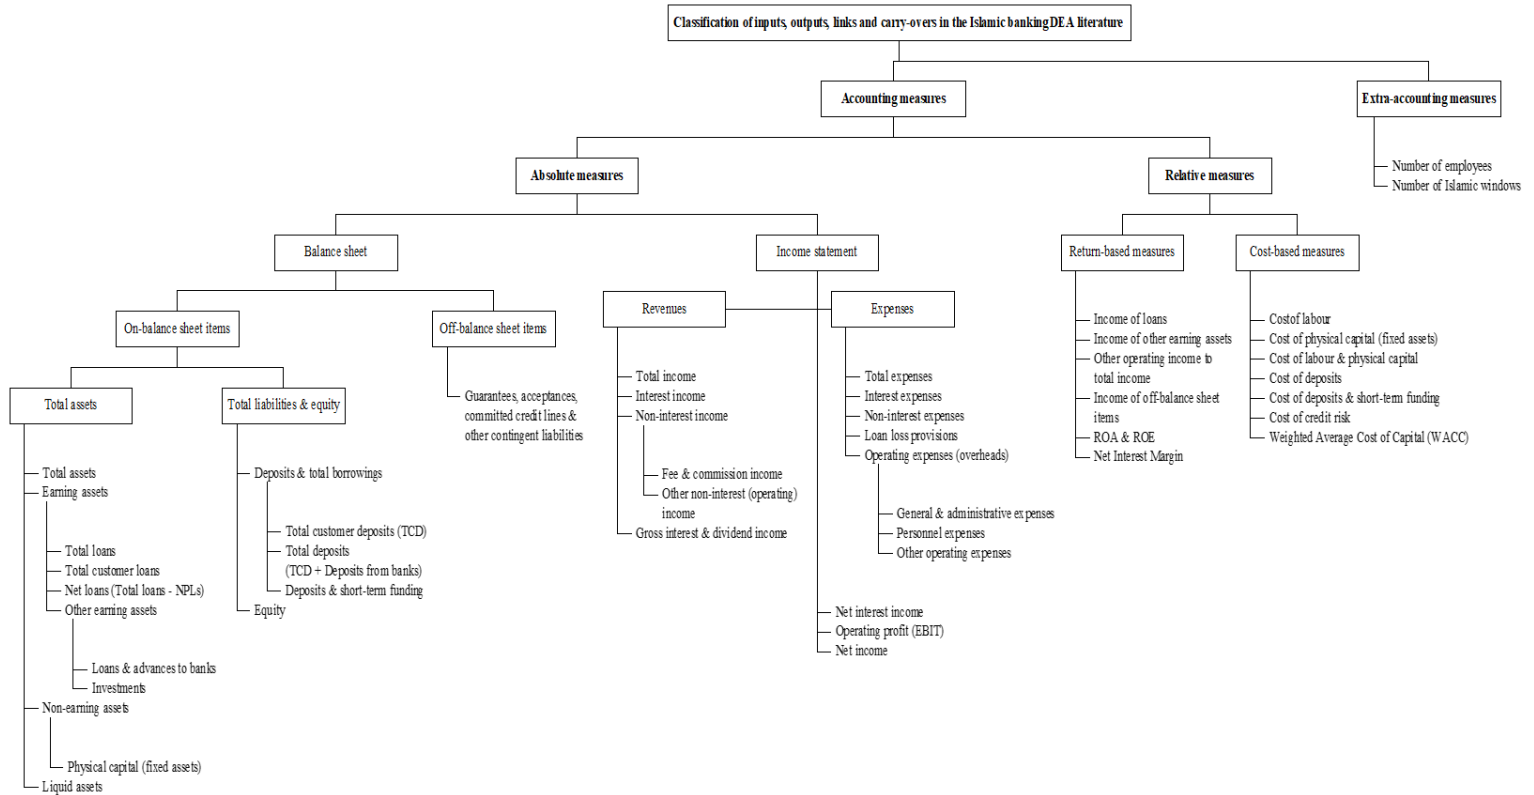 Classification of inputs, outputs, links and carry-overs in the Islamic banking DEA literature
Accounting measures
Extra-accounting measures
Number of employees
Number of Islamic windows
Absolute measures
Relative measures
Balance sheet
Income statement
Return-based measures
Cost-based measures
On-balance sheet items
Off-balance sheet items
Guarantees, acceptances,
committed credit lines &
other contingent liabilities
Total assets
Total liabilities & equity
Total assets
Earning assets
Total loans
Total customer loans
Net loans (Total loans - NPLs)
Other earning assets
Loans & advances to banks
Investments
Non-earning assets
Physical capital (fixed assets)
Liquid assets
Deposits & total borrowings
Total customer deposits (TCD)
Total deposits
(TCD + Deposits from banks)
Deposits & short-term funding
Equity
Revenues
Total income
Interest income
Non-interest income
Fee & commission income
Other non-interest (operating)
income
Gross interest & dividend income
Expenses
Total expenses
Interest expenses
Non-interest expenses
Loan loss provisions
Operating expenses (overheads)
General & administrative expenses
Personnel expenses
Other operating expenses
Net interest income
Operating profit (EBIT)
Net income
Income of loans
Income of other earning assets
Other operating income to
total income
Income of off-balance sheet
items
ROA & ROE
Net Interest Margin
Costof labour
Cost of physical capital (fixed assets)
Cost of labour & physical capital
Cost of deposits
Cost of deposits & short-term funding
Cost of credit risk
Weighted Average Cost of Capital (WACC)